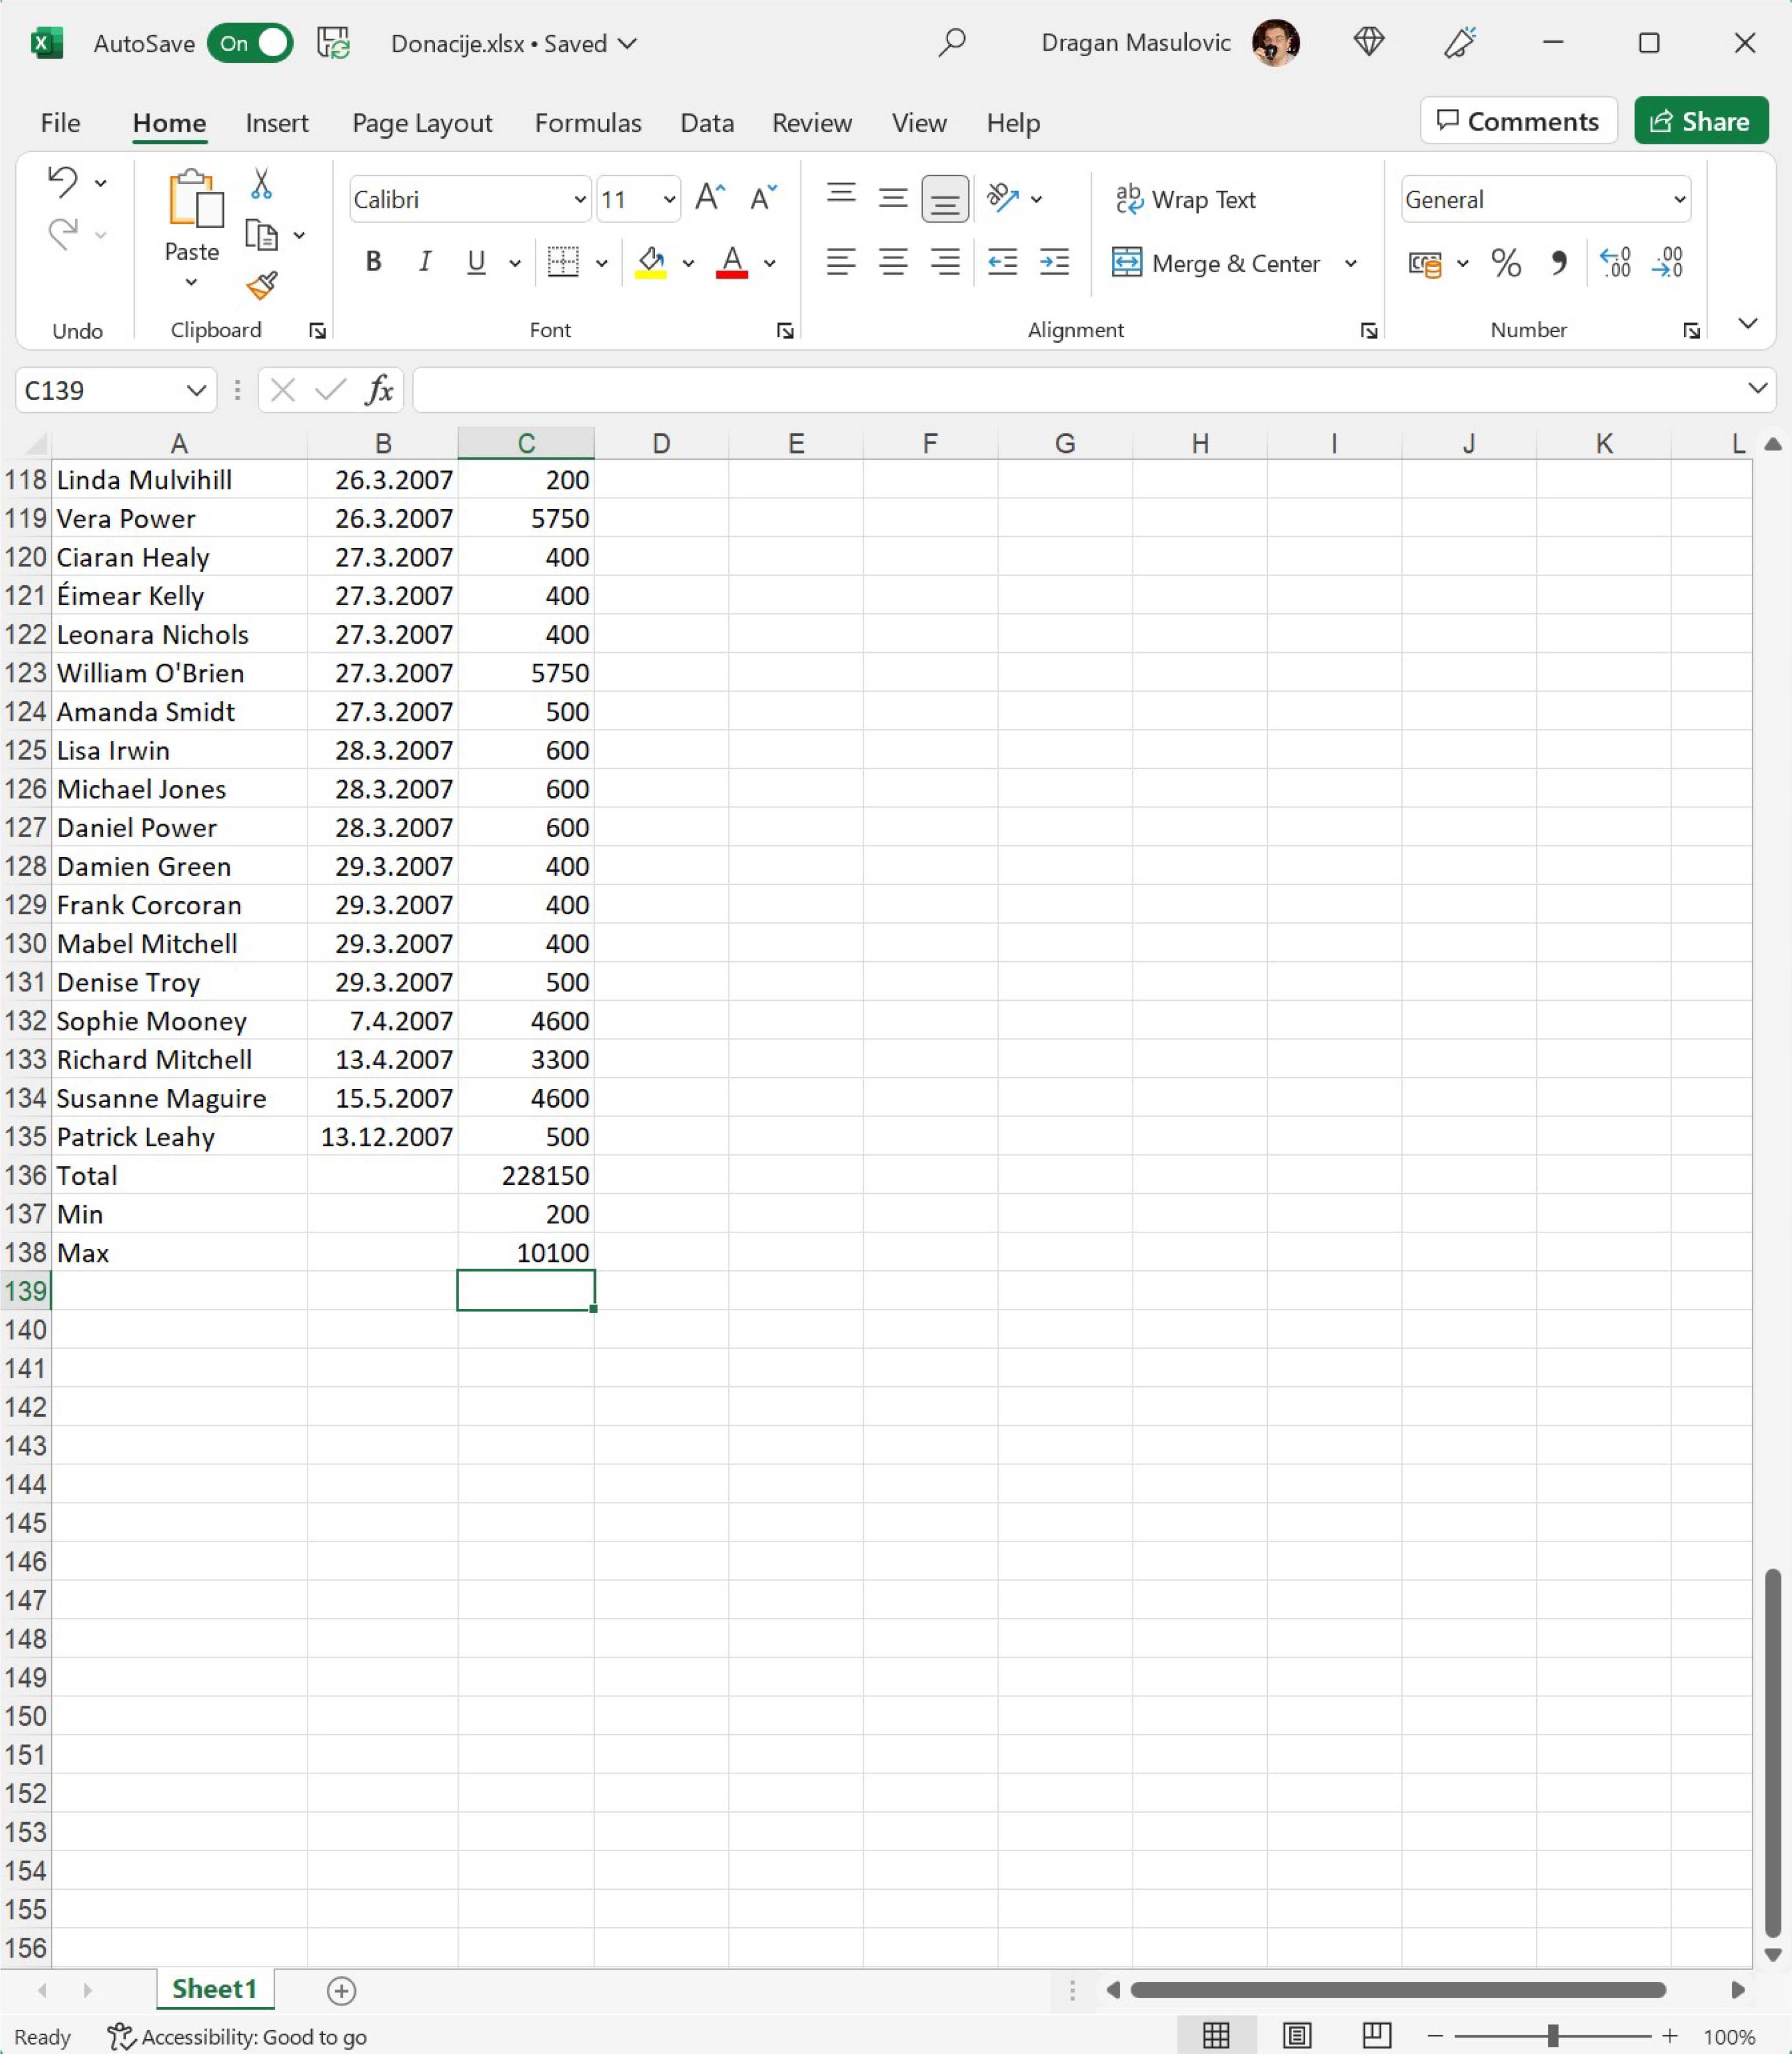 AutoSave On Donacije.xlsx • Saved Dragan Masulovic
File Home Insert Page Layout Formulas Data Review View Help Comments Share
Calibri 11 Wrap Text General
Paste B I U Merge & Center
Undo Clipboard Font Alignment Number
C139 fx
A B C D E F G H I J K L
118 Linda Mulvihill 26.3.2007 200
119 Vera Power 26.3.2007 5750
120 Ciaran Healy 27.3.2007 400
121 Éimear Kelly 27.3.2007 400
122 Leonara Nichols 27.3.2007 400
123 William O'Brien 27.3.2007 5750
124 Amanda Smidt 27.3.2007 500
125 Lisa Irwin 28.3.2007 600
126 Michael Jones 28.3.2007 600
127 Daniel Power 28.3.2007 600
128 Damien Green 29.3.2007 400
129 Frank Corcoran 29.3.2007 400
130 Mabel Mitchell 29.3.2007 400
131 Denise Troy 29.3.2007 500
132 Sophie Mooney 7.4.2007 4600
133 Richard Mitchell 13.4.2007 3300
134 Susanne Maguire 15.5.2007 4600
135 Patrick Leahy 13.12.2007 500
136 Total 228150
137 Min 200
138 Max 10100
139
140
141
142
143
144
145
146
147
148
149
150
151
152
153
154
155
156
Sheet1
Ready Accessibility: Good to go 100%